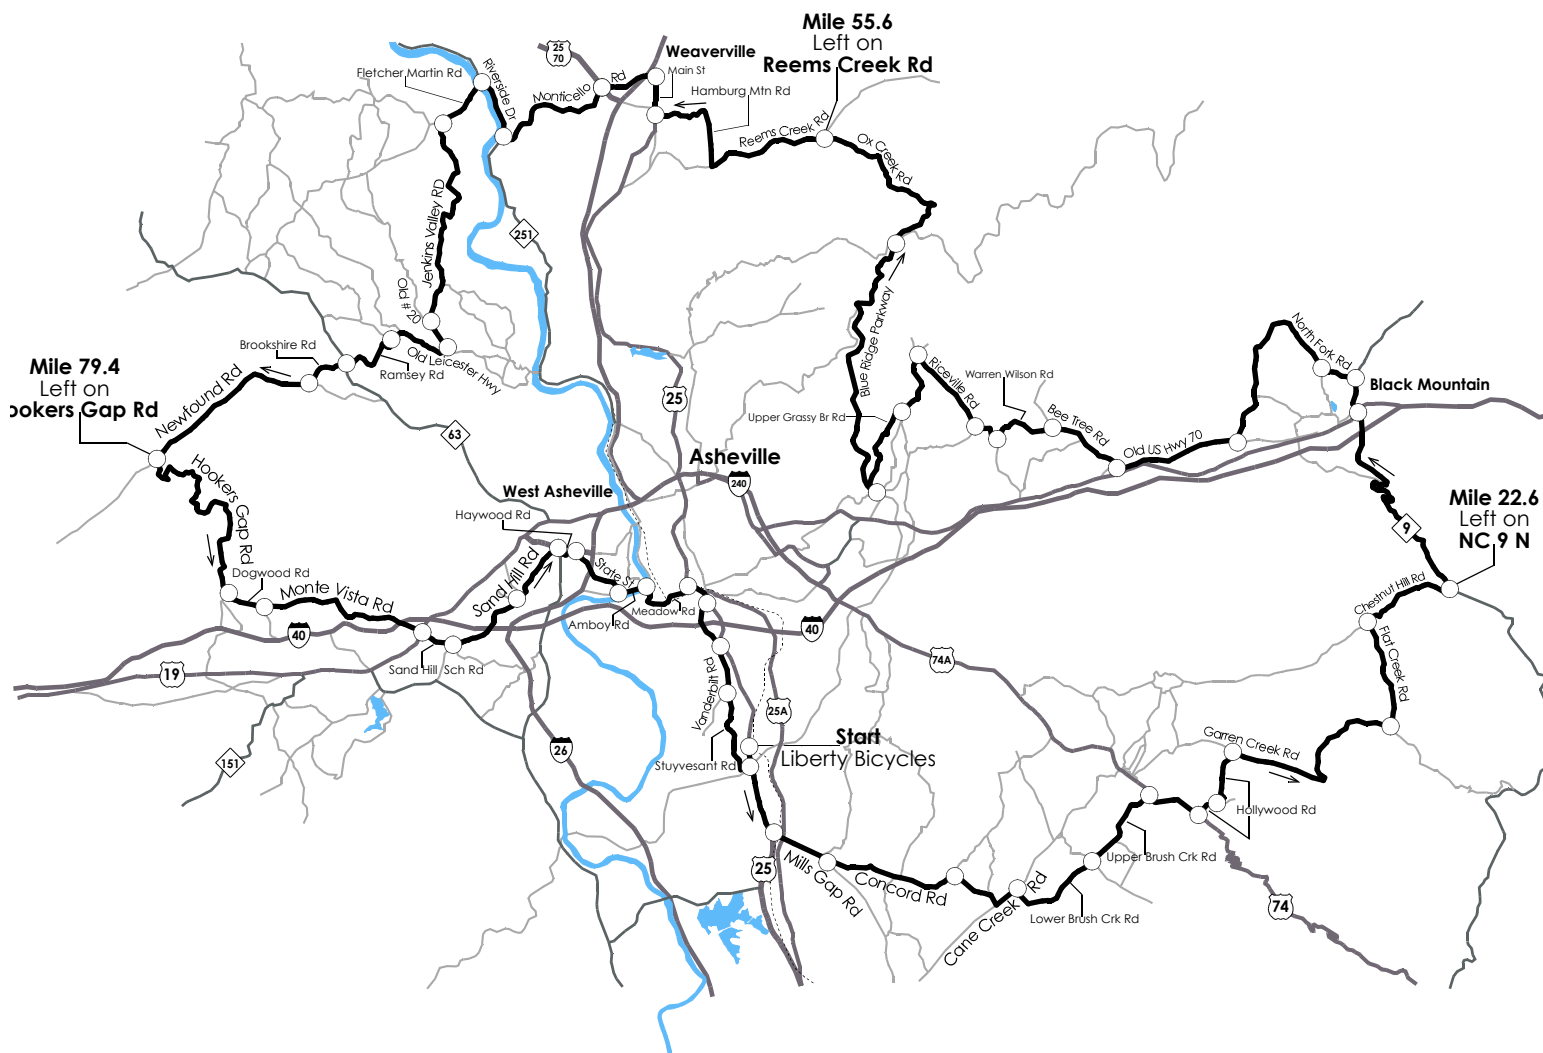 Mile 55.6
Left on
Reems Creek Rd
25
70
Weaverville
Main St
Hamburg Mtn Rd
Fletcher Martin Rd
Riverside Dr
Monticello Rd
Reems Creek Rd
Ox Creek Rd
Jenkins Valley RD
251
Old # 20
Blue Ridge Parkway
North Fork Rd
Brookshire Rd
Ramsey Rd
Old Leicester Hwy
Mile 79.4
Left on
ookers Gap Rd
Newfound Rd
25
Riceville Rd
Warren Wilson Rd
Black Mountain
Upper Grassy Br Rd
Bee Tree Rd
Old US Hwy 70
63
Asheville
240
Hookers Gap Rd
West Asheville
Haywood Rd
Mile 22.6
Left on
NC 9 N
9
Dogwood Rd
Monte Vista Rd
Sand Hill Rd
State St
Meadow Rd
Amboy Rd
Chestnut Hill Rd
Flat Creek Rd
40
40
19
Sand Hill Sch Rd
74A
Vanderbilt Rd
25A
Start
Liberty Bicycles
Stuyvesant Rd
26
151
Garren Creek Rd
Hollywood Rd
Upper Brush Crk Rd
25
Mills Gap Rd
Concord Rd
Cane Creek Rd
Lower Brush Crk Rd
74